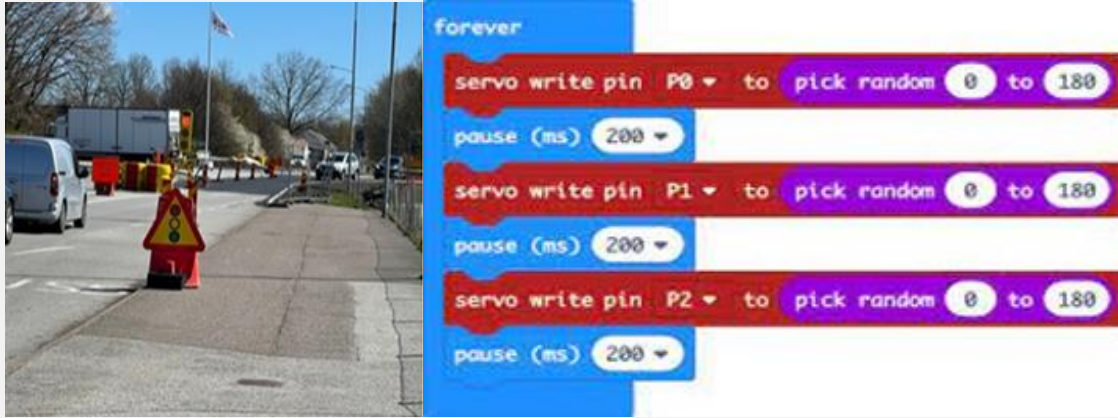 forever
servo write pin P0 to pick random 0 to 180
pause (ms) 200
servo write pin P1 to pick random 0 to 180
pause (ms) 200
servo write pin P2 to pick random 0 to 180
pause (ms) 200